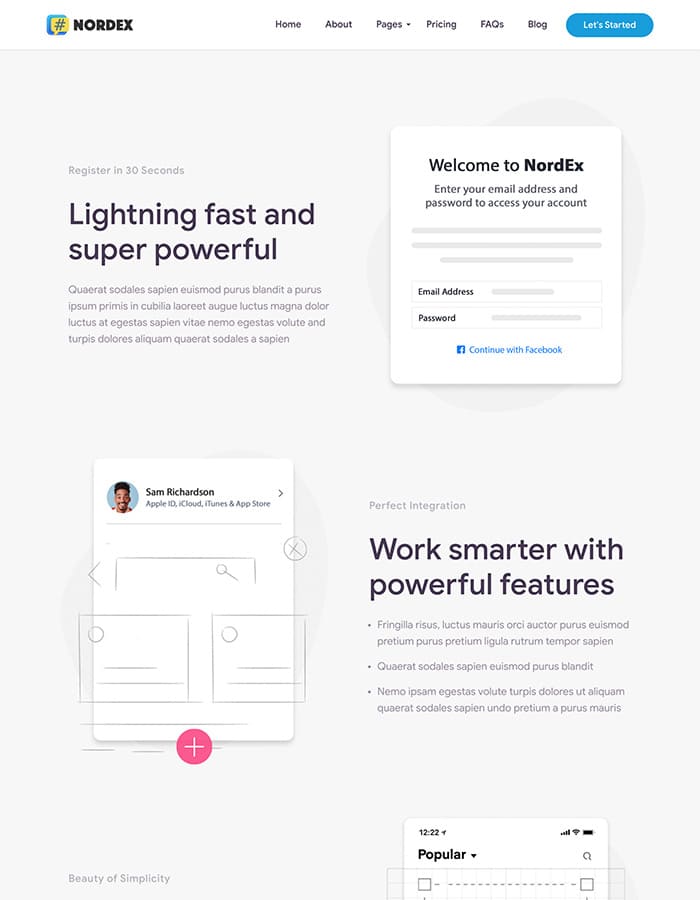 # NORDEX
Home About Pages Pricing FAQs Blog Let's Started
Register in 30 Seconds
Lightning fast and
super powerful
Quaerat sodales sapien euismod purus blandit a purus
ipsum primis in cubilia laoreet augue luctus magna dolor
luctus at egestas sapien vitae nemo egestas volute and
turpis dolores aliquam quaerat sodales a sapien
Welcome to NordEx
Enter your email address and
password to access your account
Email Address
Password
Continue with Facebook
Sam Richardson
Apple ID, iCloud, iTunes & App Store
Perfect Integration
Work smarter with
powerful features
• Fringilla risus, luctus mauris orci auctor purus euismod
pretium purus pretium ligula rutrum tempor sapien
• Quaerat sodales sapien euismod purus blandit
• Nemo ipsam egestas volute turpis dolores ut aliquam
quaerat sodales sapien undo pretium a purus mauris
12:22
Popular
Beauty of Simplicity